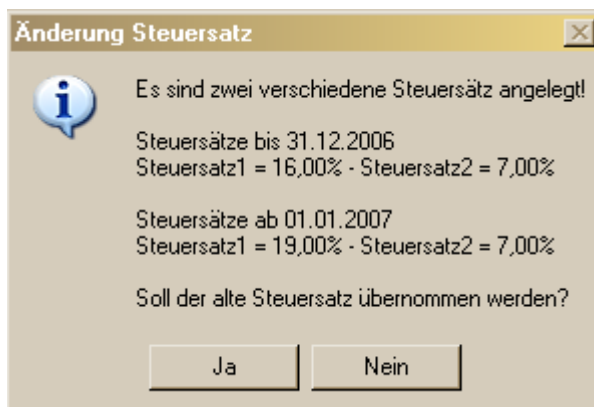 Änderung Steuersatz
Es sind zwei verschiedene Steuersätz angelegt!
Steuersätze bis 31.12.2006
Steuersatz1 = 16,00% - Steuersatz2 = 7,00%
Steuersätze ab 01.01.2007
Steuersatz1 = 19,00% - Steuersatz2 = 7,00%
Soll der alte Steuersatz übernommen werden?
Ja
Nein